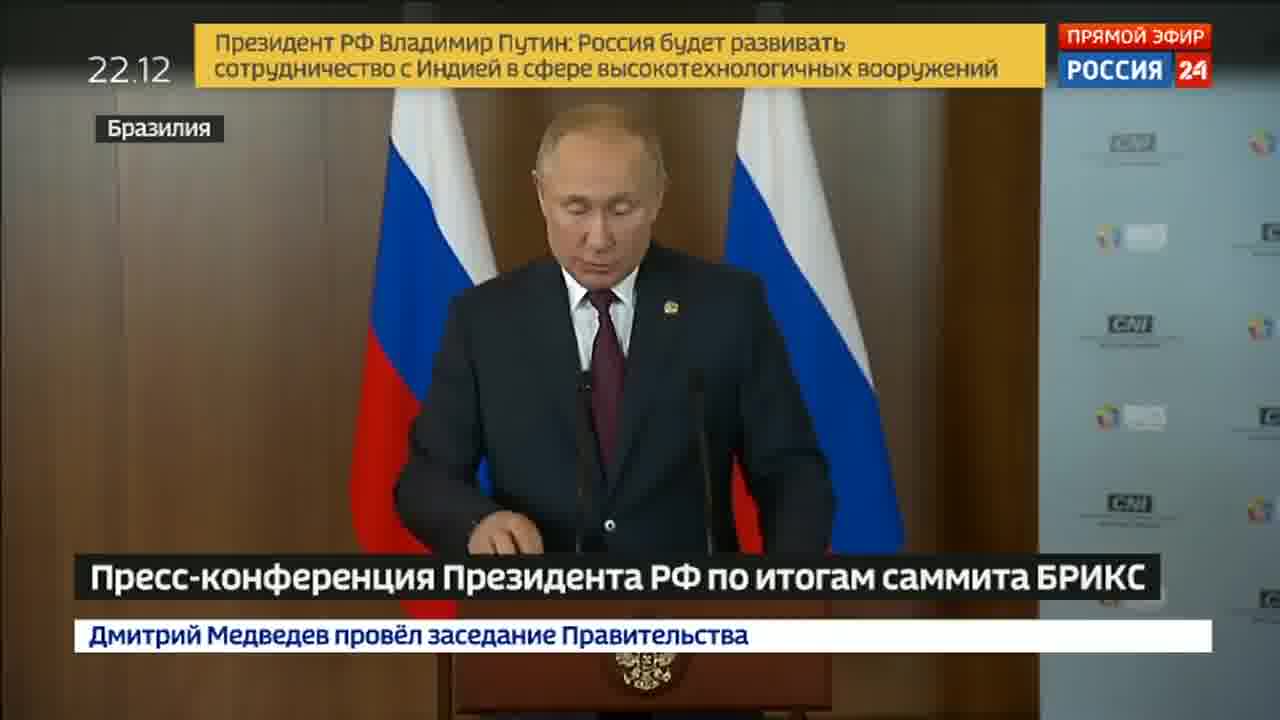 22.12
Президент РФ Владимир Путин: Россия будет развивать
сотрудничество с Индией в сфере высокотехнологичных вооружений
ПРЯМОЙ ЭФИР
РОССИЯ 24
Бразилия
CNI
CNI
CNI
Пресс-конференция Президента РФ по итогам саммита БРИКС
Дмитрий Медведев провёл заседание Правительства